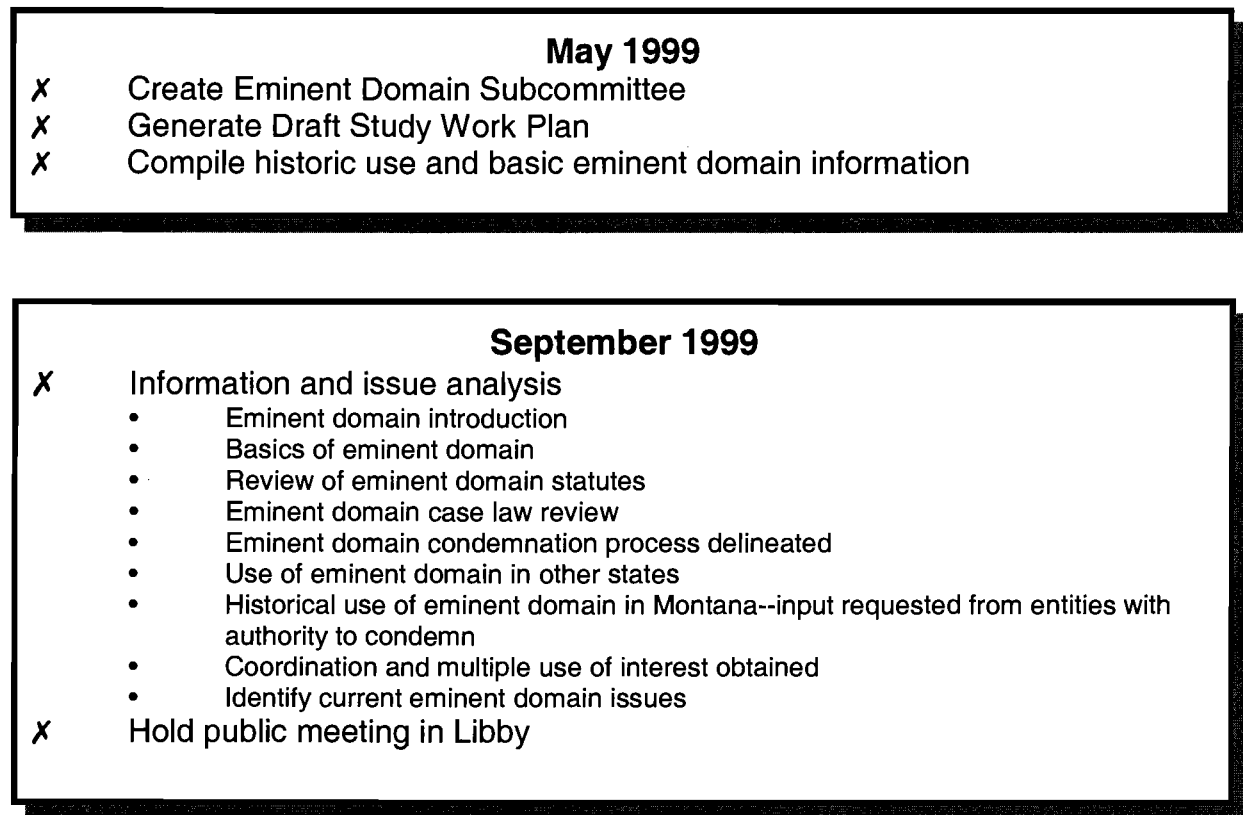 May 1999
✗ Create Eminent Domain Subcommittee
✗ Generate Draft Study Work Plan
✗ Compile historic use and basic eminent domain information
September 1999
✗ Information and issue analysis
• Eminent domain introduction
• Basics of eminent domain
• Review of eminent domain statutes
• Eminent domain case law review
• Eminent domain condemnation process delineated
• Use of eminent domain in other states
• Historical use of eminent domain in Montana--input requested from entities with
authority to condemn
• Coordination and multiple use of interest obtained
• Identify current eminent domain issues
✗ Hold public meeting in Libby